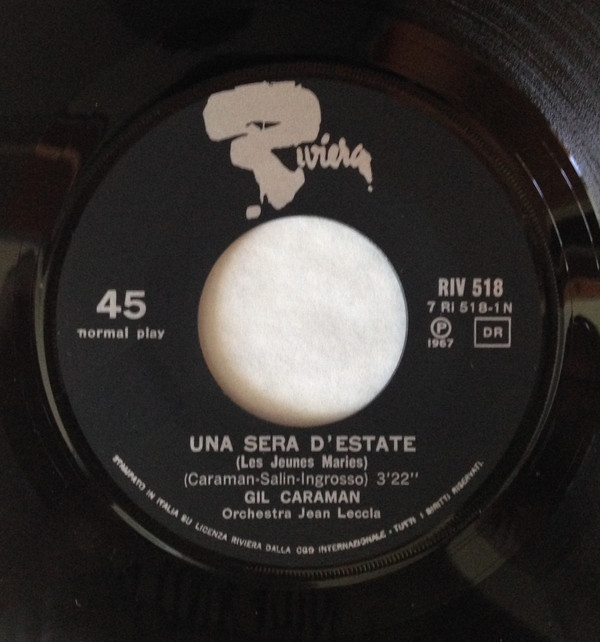 Riviera
45
normal play
RIV 518
7 RI 518-1N
Ⓟ
1967
DR
UNA SERA D'ESTATE
(Les Jeunes Maries)
(Caraman-Salin-Ingrosso) 3'22''
GIL CARAMAN
Orchestra Jean Leccia
STAMPATO IN ITALIA SU LICENZA RIVIERA DALLA CGD INTERNAZIONALE - TUTTI I DIRITTI RISERVATI.